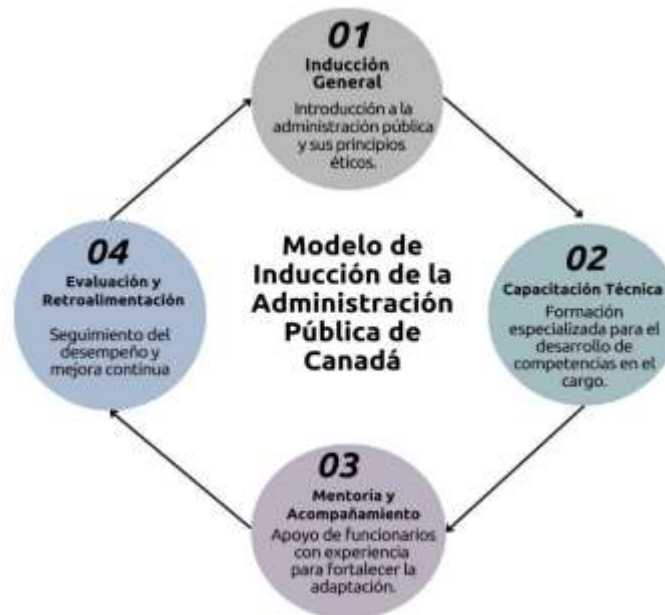 01
Inducción
General
Introducción a la
administración pública
y sus principios
éticos.
Modelo de
Inducción de la
Administración
Pública de
Canadá
02
Capacitación Técnica
Formación
especializada para el
desarrollo de
competencias en el
cargo.
03
Mentoria y
Acompañamiento
Apoyo de funcionarios
con experiencia
para fortalecer la
adaptación.
04
Evaluación y
Retroalimentación
Seguimiento del
desempeño y
mejora continua